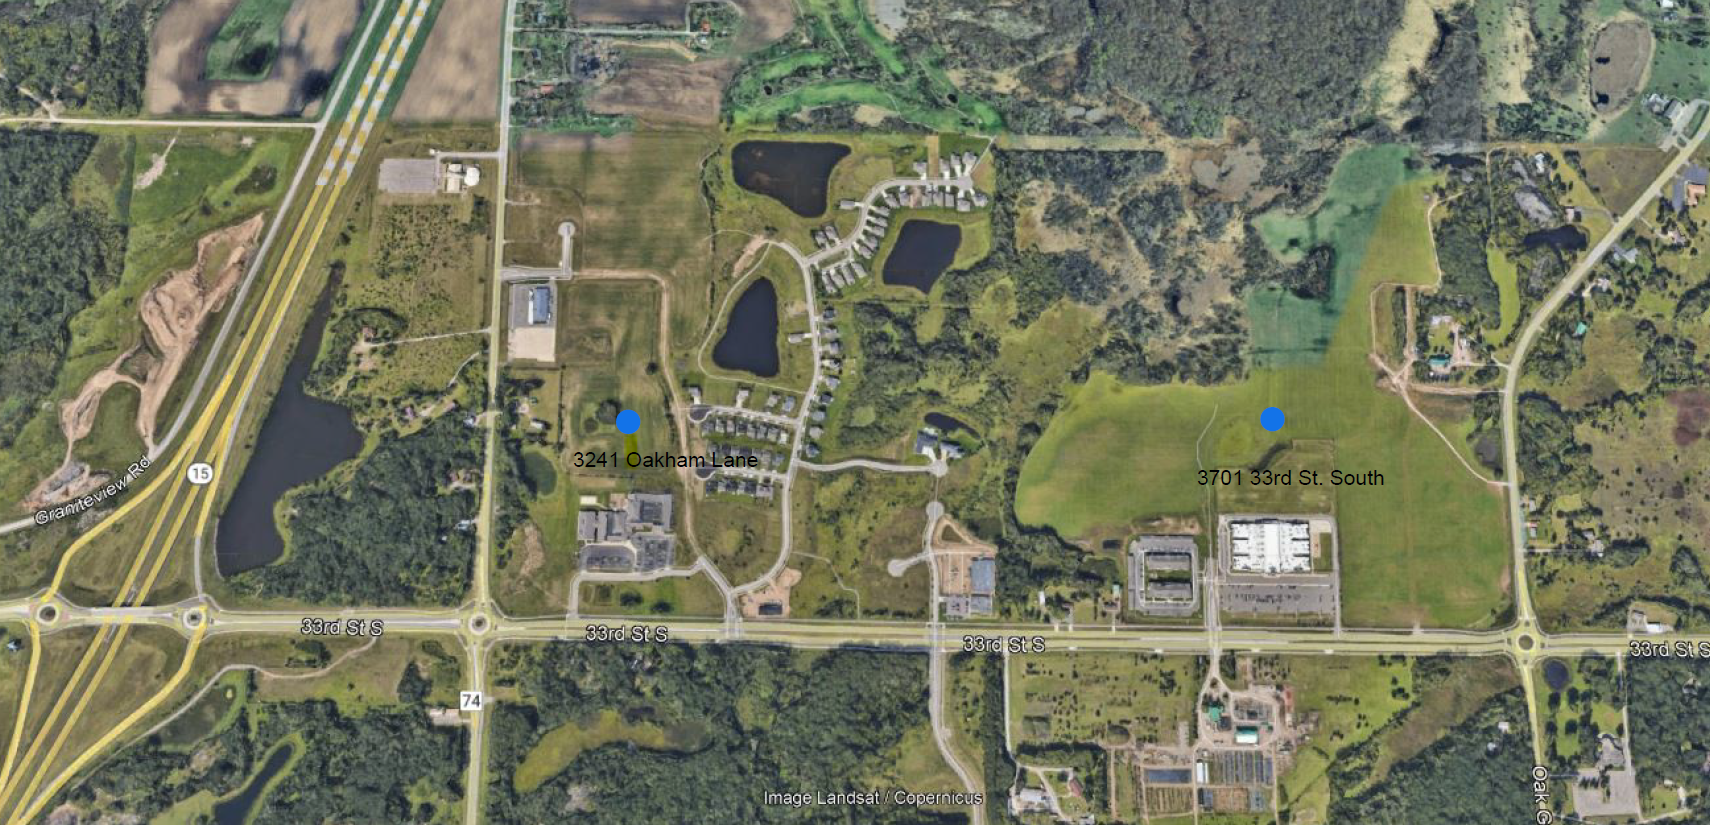 3241 Oakham Lane
Graniteview Rd
15
3701 33rd St. South
33rd St S
33rd St S
33rd St S
33rd St S
74
Oak G
Image Landsat / Copernicus